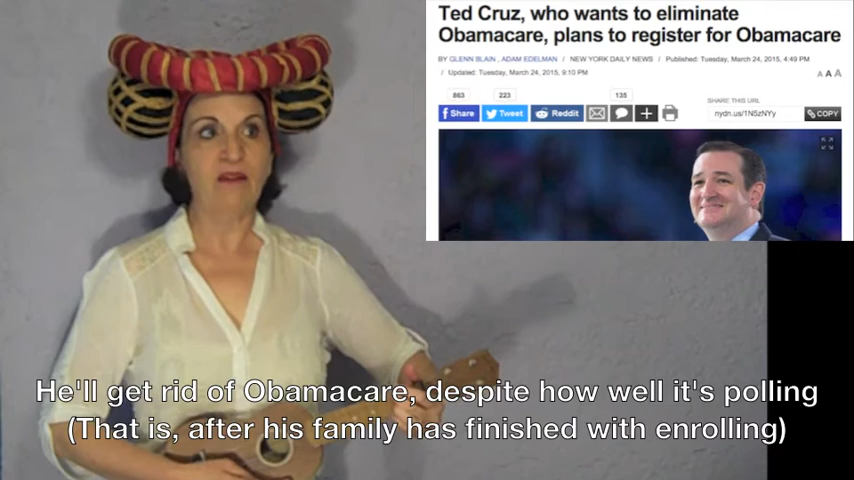 Ted Cruz, who wants to eliminate
Obamacare, plans to register for Obamacare
BY GLENN BLAIN , ADAM EDELMAN / NEW YORK DAILY NEWS / Published: Tuesday, March 24, 2015, 4:49 PM
/ Updated: Tuesday, March 24, 2015, 9:10 PM
A A A
863 223 135
Share Tweet Reddit
SHARE THIS URL
nydn.us/1N5zNYy COPY
He'll get rid of Obamacare, despite how well it's polling
(That is, after his family has finished with enrolling)